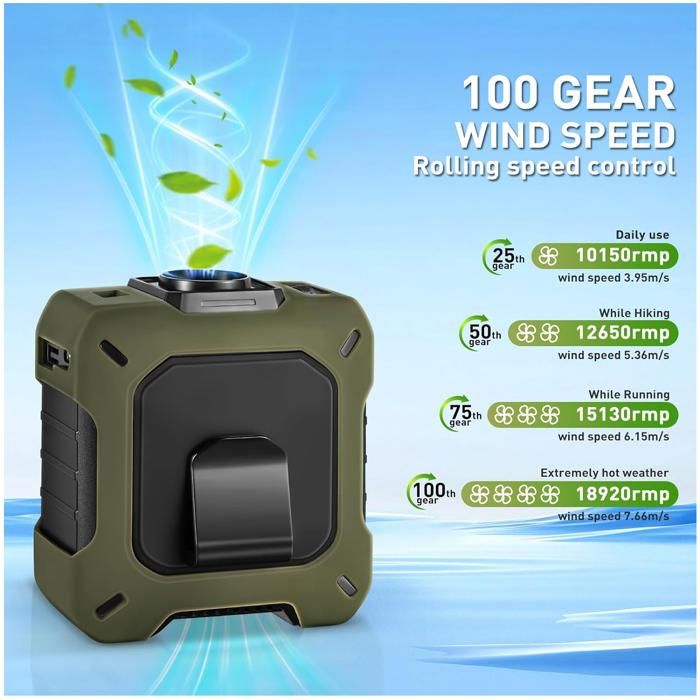 100 GEAR
WIND SPEED
Rolling speed control
Daily use
25th gear
10150rmp
wind speed 3.95m/s
While Hiking
50th gear
12650rmp
wind speed 5.36m/s
While Running
75th gear
15130rmp
wind speed 6.15m/s
Extremely hot weather
100th gear
18920rmp
wind speed 7.66m/s